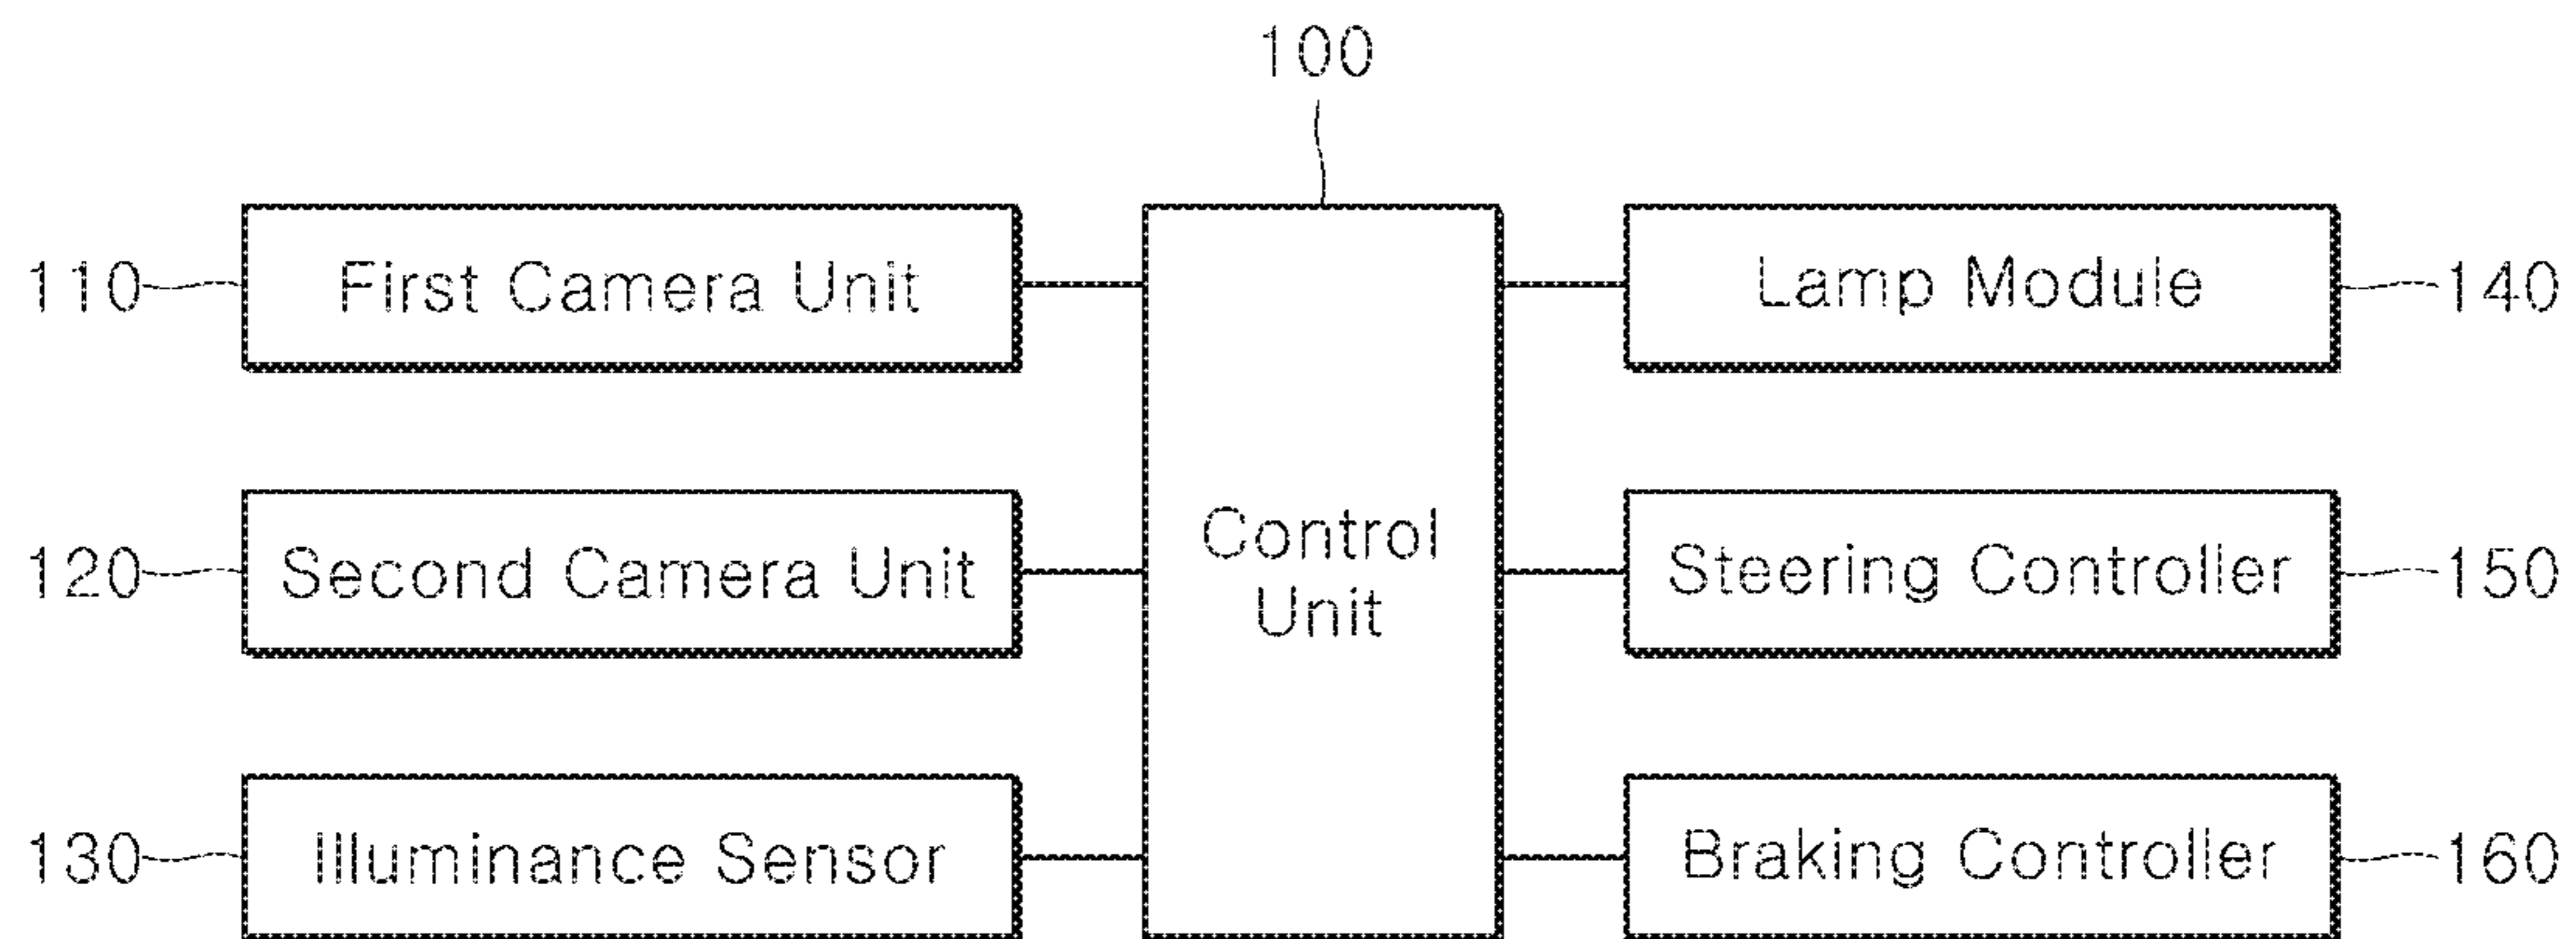 100
110 First Camera Unit
Lamp Module 140
120 Second Camera Unit
Control
Unit
Steering Controller 150
130 Illuminance Sensor
Braking Controller 160